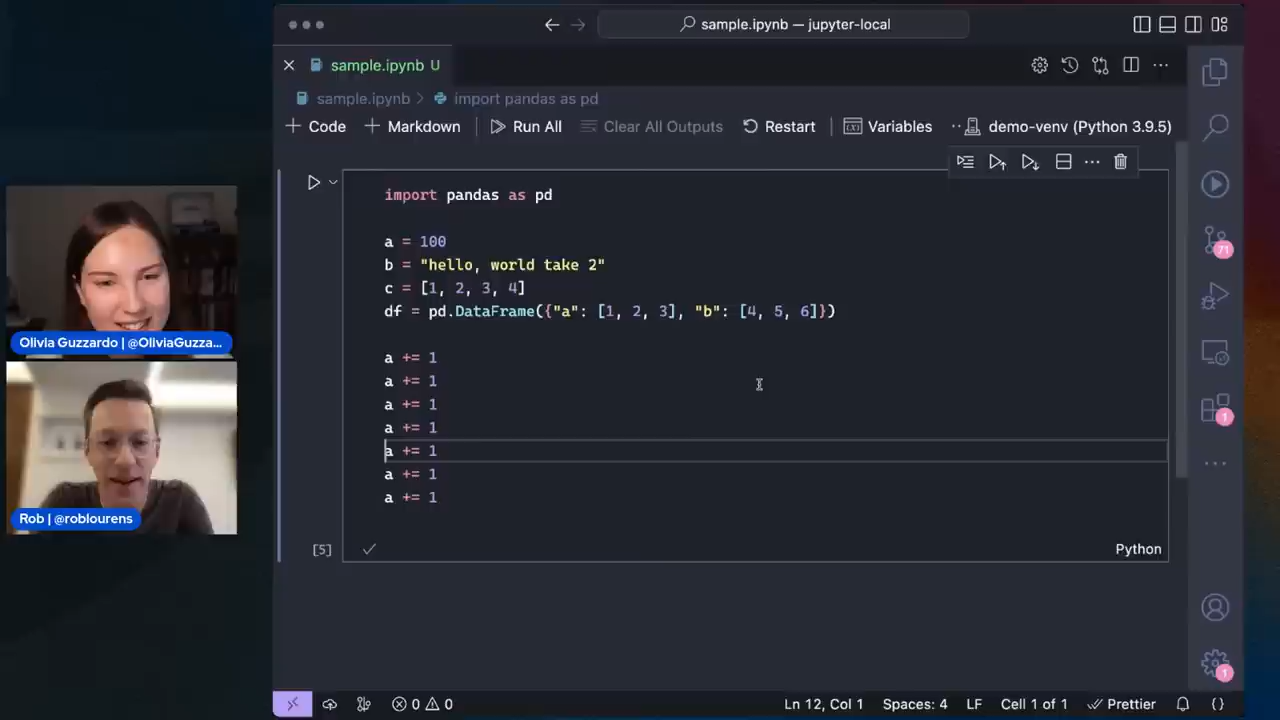 sample.ipynb — jupyter-local
sample.ipynb U
sample.ipynb > import pandas as pd
+ Code + Markdown Run All Clear All Outputs Restart Variables ·· demo-venv (Python 3.9.5)
import pandas as pd
a = 100
b = "hello, world take 2"
c = [1, 2, 3, 4]
df = pd.DataFrame({"a": [1, 2, 3], "b": [4, 5, 6]})
a += 1
a += 1
a += 1
a += 1
a += 1
a += 1
a += 1
[5] Python
71
1
1
Olivia Guzzardo | @OliviaGuzza...
Rob | @roblourens
0 0 Ln 12, Col 1 Spaces: 4 LF Cell 1 of 1 Prettier {}